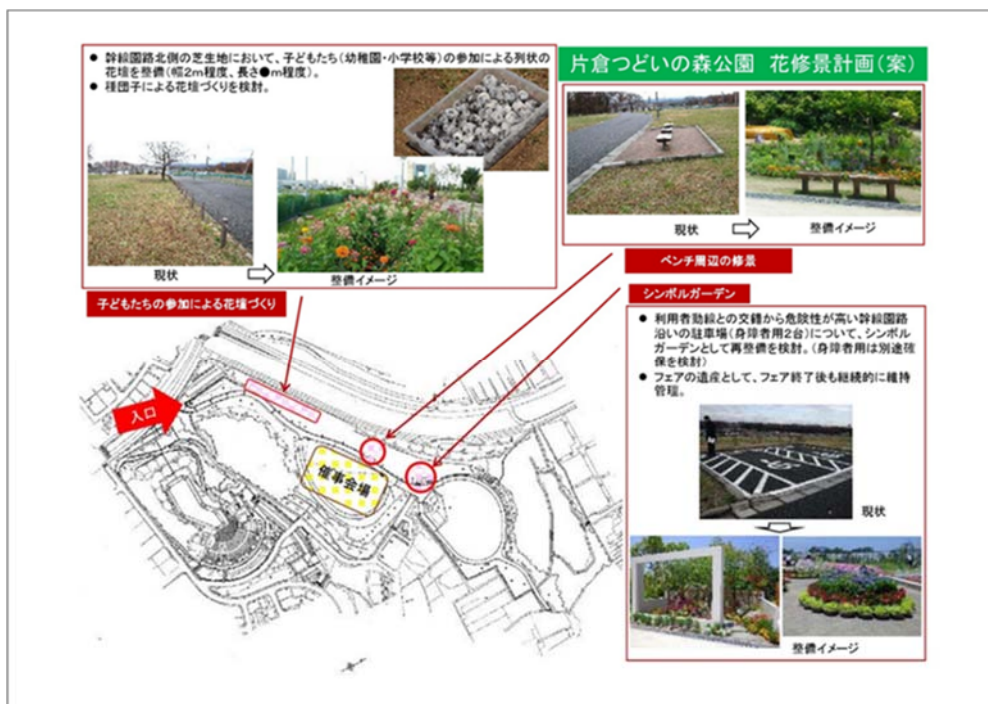 ● 幹線園路北側の芝生地において、子どもたち(幼稚園・小学校等)の参加による列状の
花壇を整備(幅2m程度、長さ●m程度)。
● 種団子による花壇づくりを検討。
現状
整備イメージ
子どもたちの参加による花壇づくり
片倉つどいの森公園 花修景計画(案)
現状
整備イメージ
ベンチ周辺の修景
シンボルガーデン
● 利用者動線との交錯から危険性が高い幹線園路
沿いの駐車場(身障者用2台)について、シンボル
ガーデンとして再整備を検討。(身障者用は別途確
保を検討)
● フェアの遺産として、フェア終了後も継続的に維持
管理。
現状
整備イメージ
入口